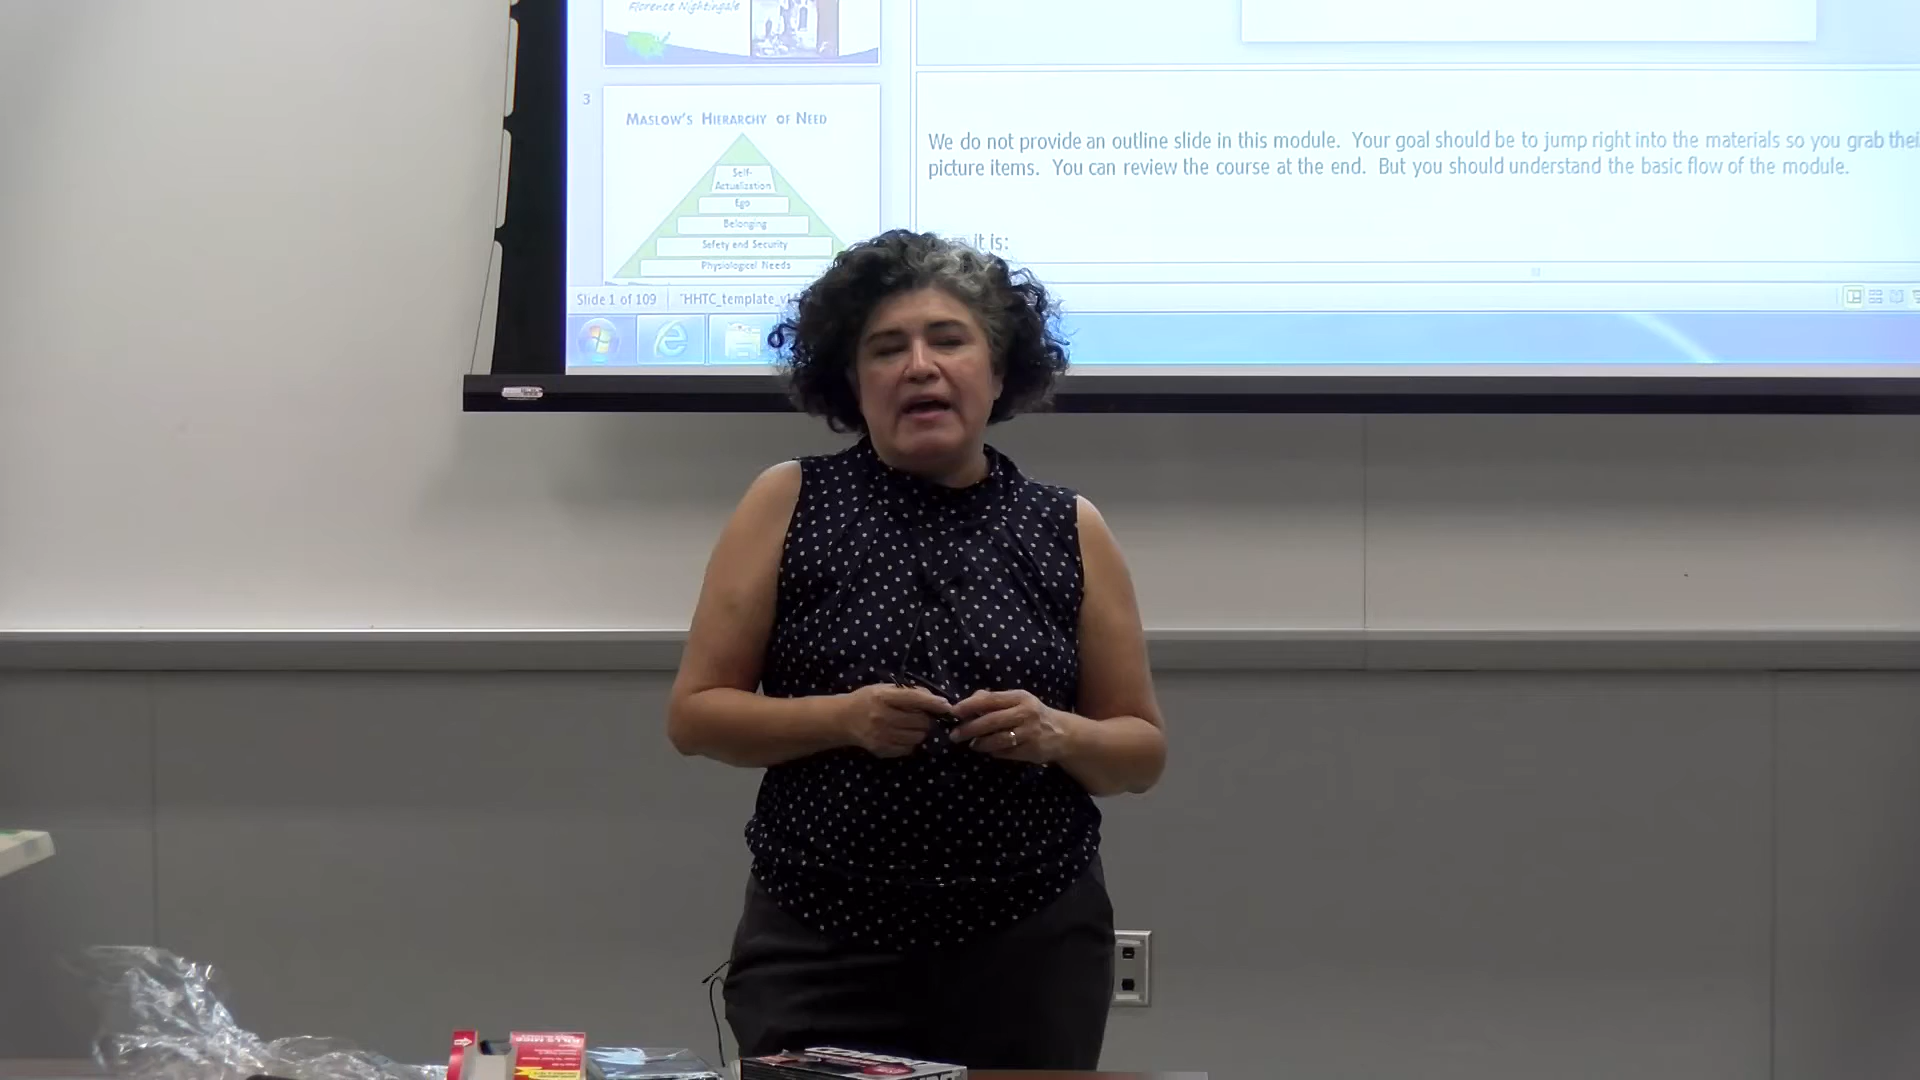 Florence Nightingale
3
MASLOW'S HIERARCHY OF NEED
Self-
Actualization
Ego
Belonging
Safety and Security
Physiological Needs
We do not provide an outline slide in this module. Your goal should be to jump right into the materials so you grab thei
picture items. You can review the course at the end. But you should understand the basic flow of the module.
it is:
Slide 1 of 109
"HHTC_template_v1